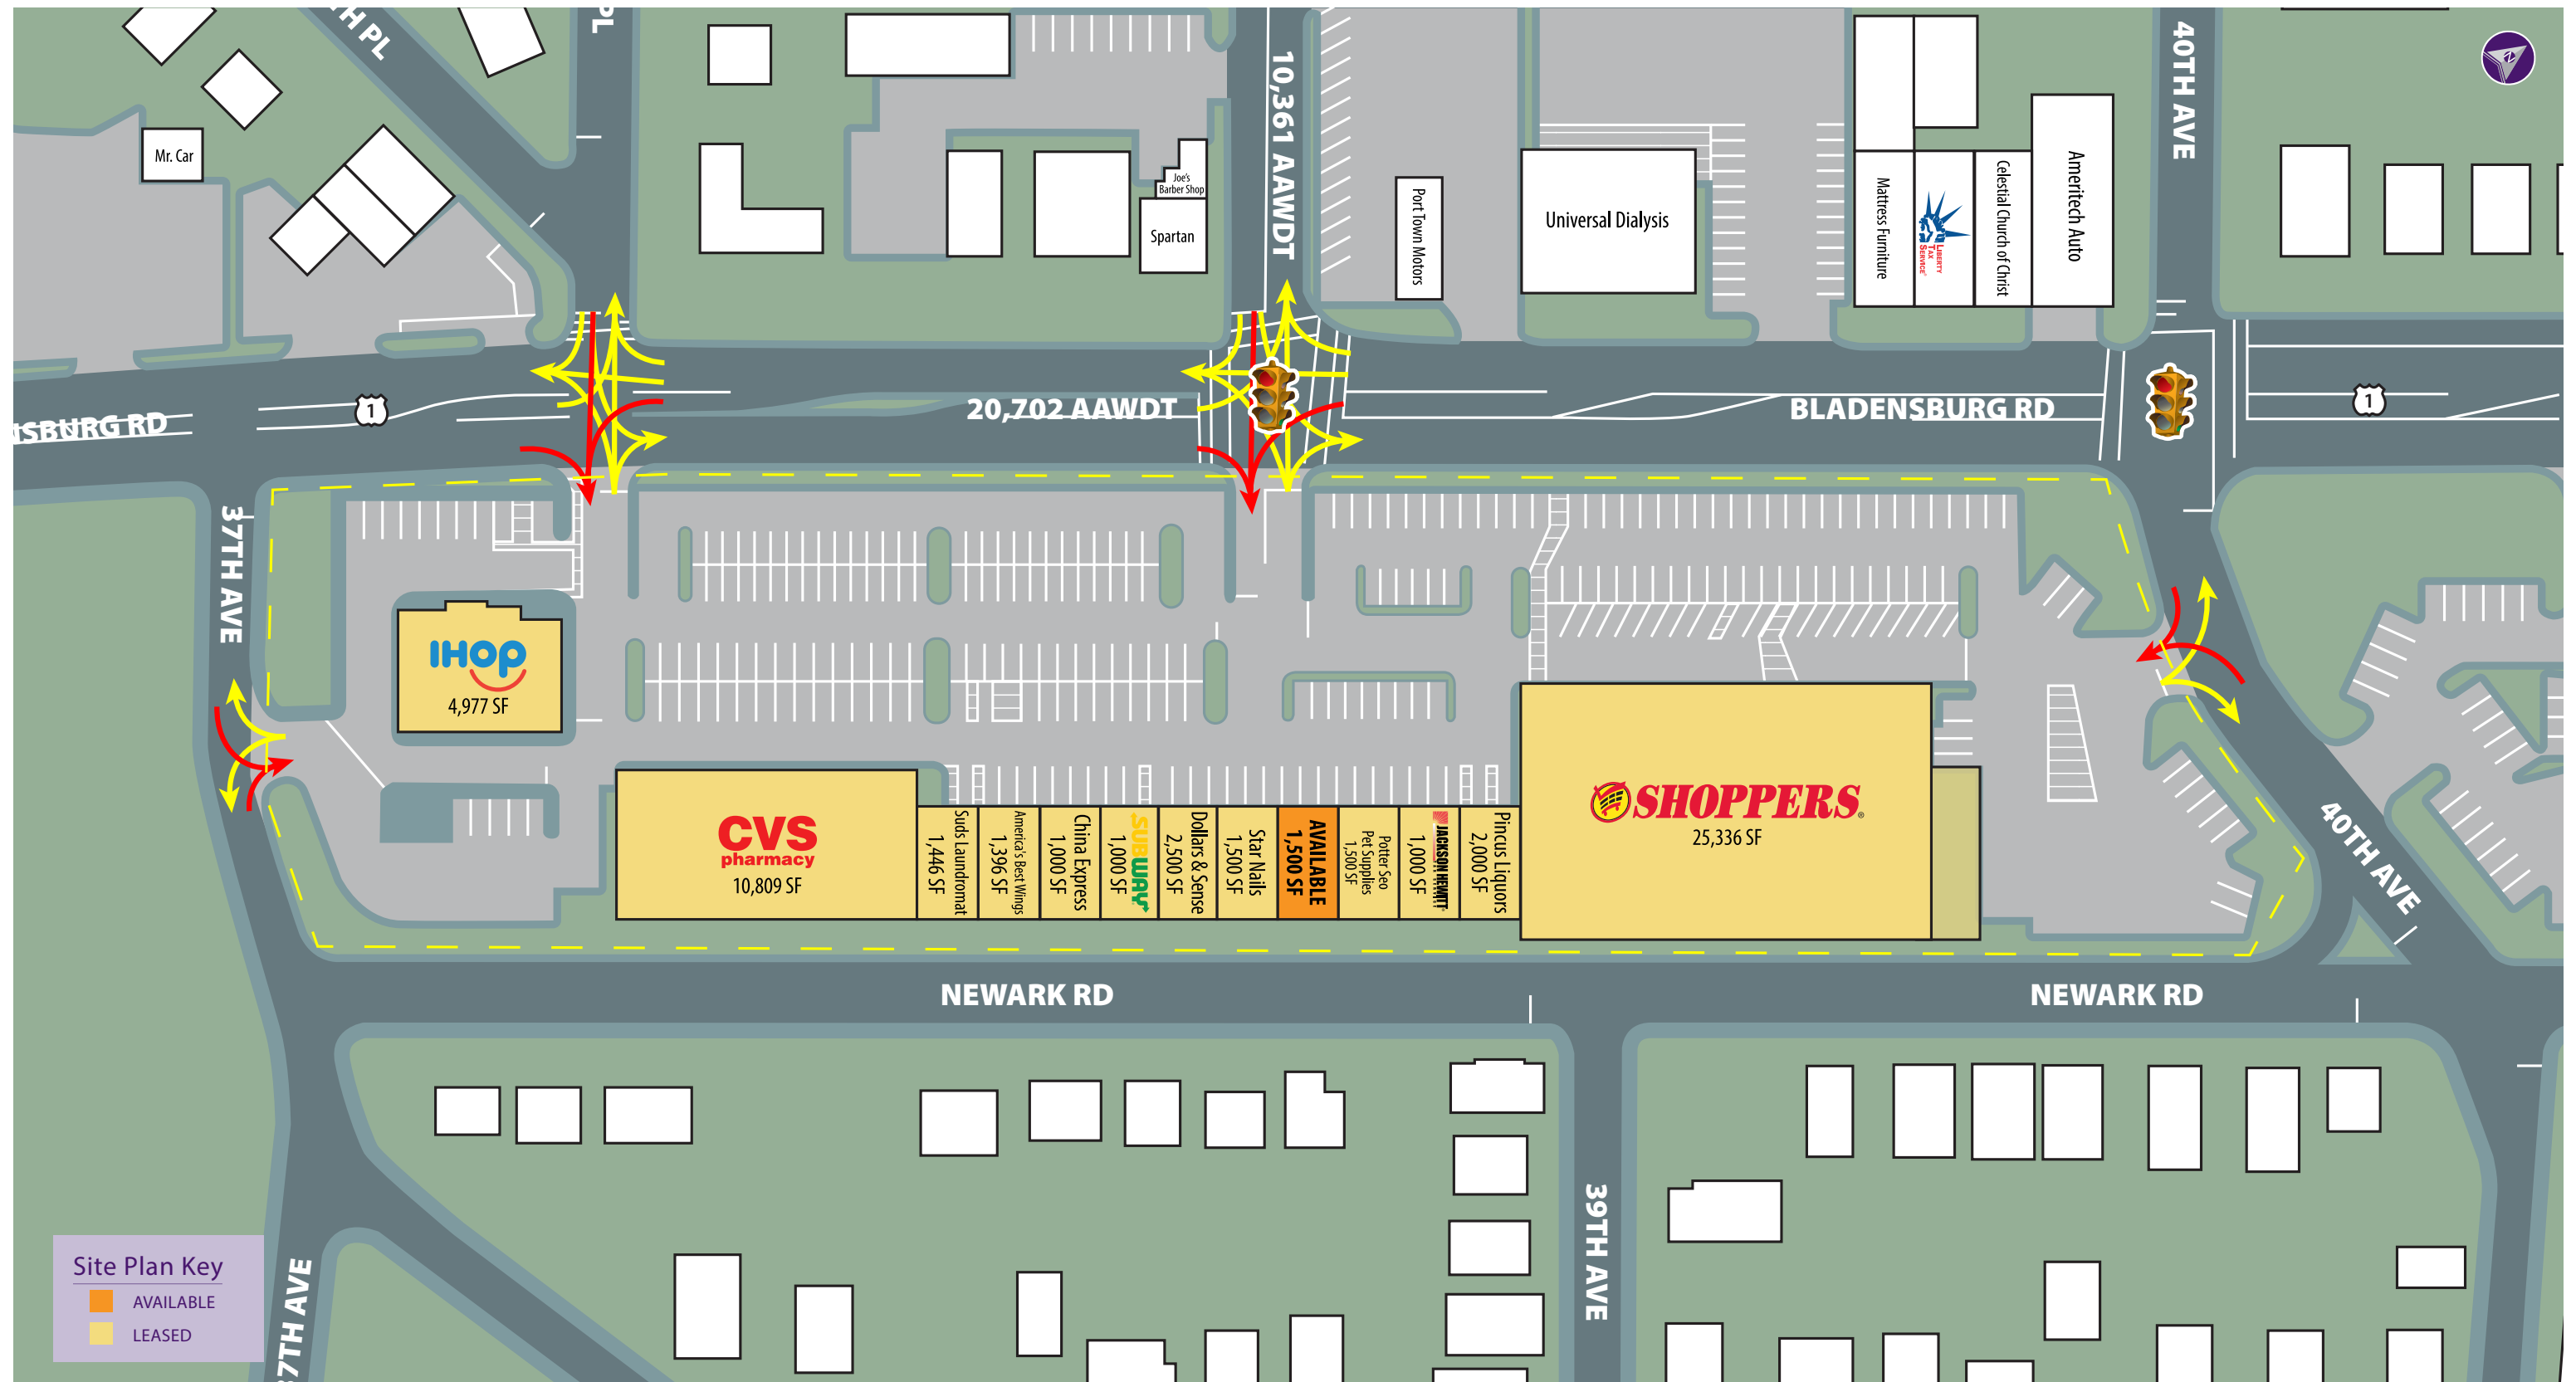 TH PL
PL
10,361 AAWDT
40TH AVE
Mr. Car
Joe's
Barber Shop
Spartan
Port Town Motors
Universal Dialysis
Mattress Furniture
LIBERTY
TAX
SERVICE
Celestial Church of Christ
Ameritech Auto
NSBURG RD
1
20,702 AAWDT
BLADENSBURG RD
1
37TH AVE
IHOP
4,977 SF
CVS
pharmacy
10,809 SF
Suds Laundromat
1,446 SF
America's Best Wings
1,396 SF
China Express
1,000 SF
SUBWAY
1,000 SF
Dollars & Sense
2,500 SF
Star Nails
1,500 SF
AVAILABLE
1,500 SF
Potter Seo
Pet Supplies
1,500 SF
JACKSON HEWITT
1,000 SF
Pincus Liquors
2,000 SF
SHOPPERS®
25,336 SF
40TH AVE
NEWARK RD
NEWARK RD
39TH AVE
37TH AVE
Site Plan Key
AVAILABLE
LEASED